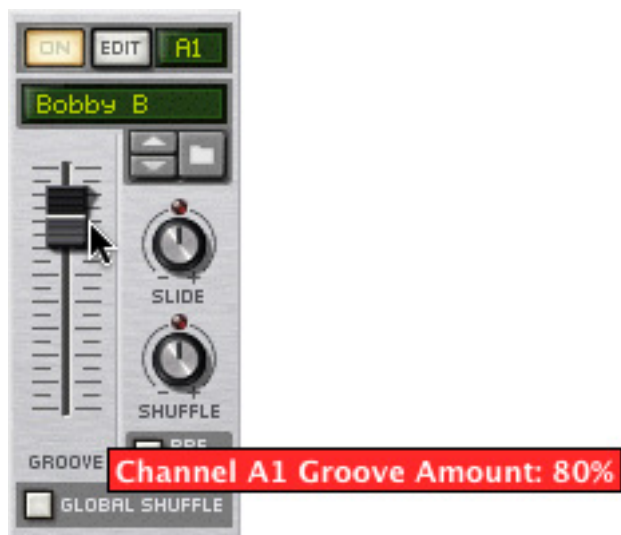 ON EDIT A1
Bobby B
SLIDE
SHUFFLE
GROOVE
Channel A1 Groove Amount: 80%
GLOBAL SHUFFLE